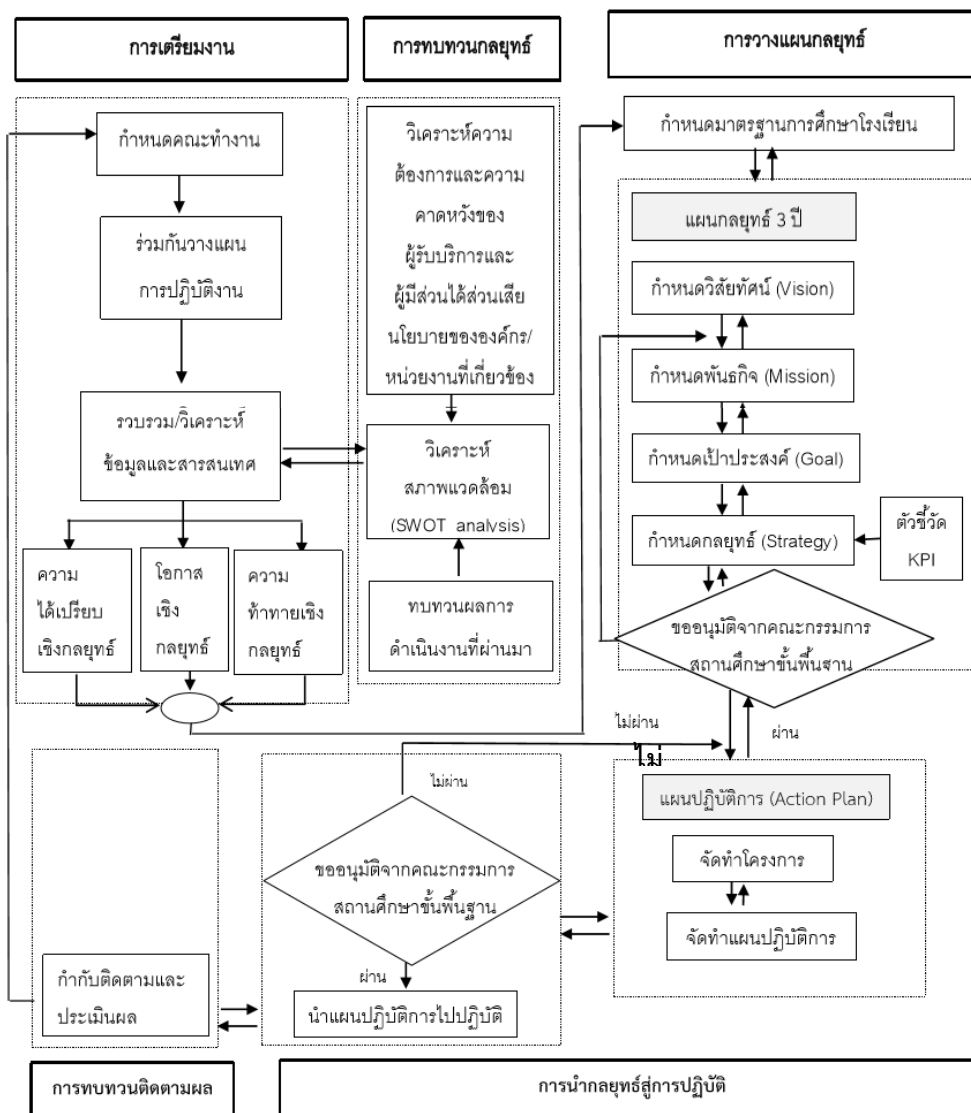 การเตรียมงาน
การทบทวนกลยุทธ์
การวางแผนกลยุทธ์
กำหนดคณะทำงาน
ร่วมกันวางแผน
การปฏิบัติงาน
รวบรวม/วิเคราะห์
ข้อมูลและสารสนเทศ
ความ
ได้เปรียบ
เชิงกลยุทธ์
โอกาส
เชิง
กลยุทธ์
ความ
ท้าทายเชิง
กลยุทธ์
วิเคราะห์ความ
ต้องการและความ
คาดหวังของ
ผู้รับบริการและ
ผู้มีส่วนได้ส่วนเสีย
นโยบายขององค์กร/
หน่วยงานที่เกี่ยวข้อง
วิเคราะห์
สภาพแวดล้อม
(SWOT analysis)
ทบทวนผลการ
ดำเนินงานที่ผ่านมา
กำหนดมาตรฐานการศึกษาโรงเรียน
แผนกลยุทธ์ 3 ปี
กำหนดวิสัยทัศน์ (Vision)
กำหนดพันธกิจ (Mission)
กำหนดเป้าประสงค์ (Goal)
กำหนดกลยุทธ์ (Strategy)
ตัวชี้วัด
KPI
ขออนุมัติจากคณะกรรมการ
สถานศึกษาขั้นพื้นฐาน
ไม่ผ่าน
ผ่าน
ไม่
แผนปฏิบัติการ (Action Plan)
จัดทำโครงการ
จัดทำแผนปฏิบัติการ
ไม่ผ่าน
ขออนุมัติจากคณะกรรมการ
สถานศึกษาขั้นพื้นฐาน
ผ่าน
นำแผนปฏิบัติการไปปฏิบัติ
กำกับติดตามและ
ประเมินผล
การทบทวนติดตามผล
การนำกลยุทธ์สู่การปฏิบัติ